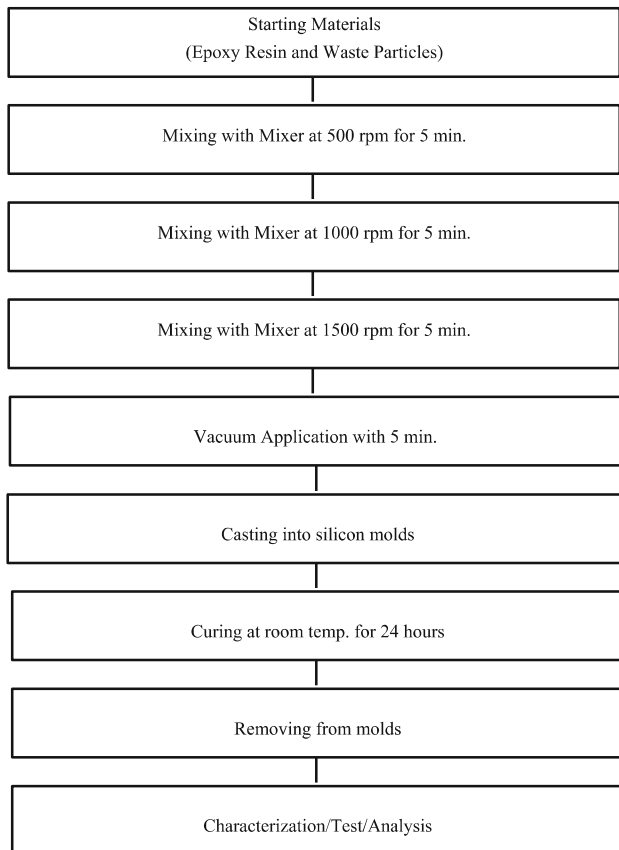 Starting Materials
(Epoxy Resin and Waste Particles)
Mixing with Mixer at 500 rpm for 5 min.
Mixing with Mixer at 1000 rpm for 5 min.
Mixing with Mixer at 1500 rpm for 5 min.
Vacuum Application with 5 min.
Casting into silicon molds
Curing at room temp. for 24 hours
Removing from molds
Characterization/Test/Analysis